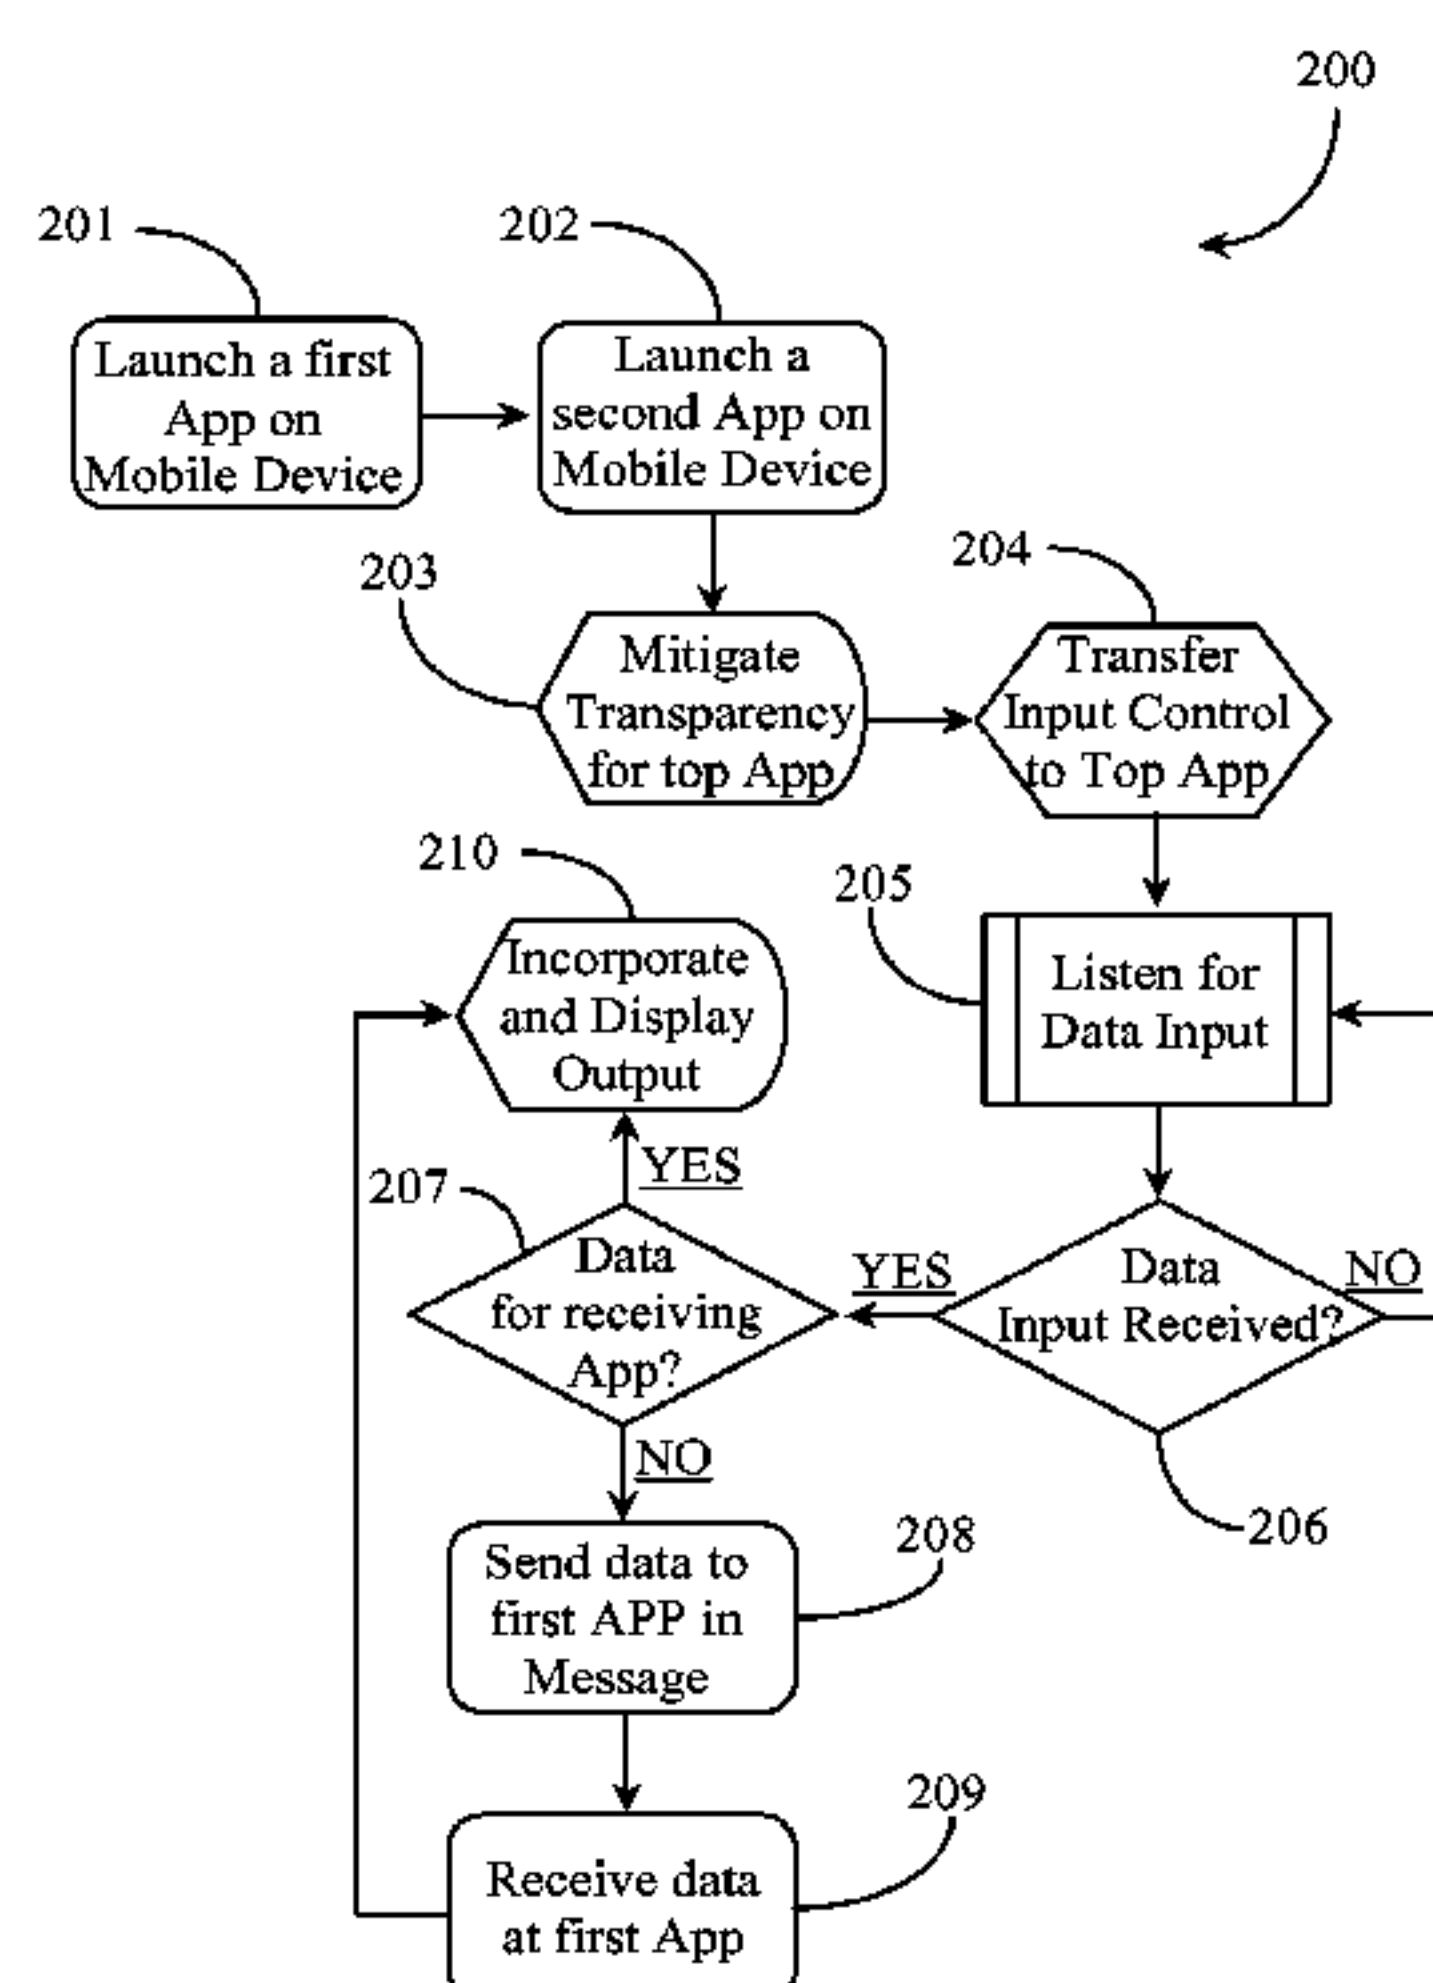 200
201
202
Launch a first
App on
Mobile Device
Launch a
second App on
Mobile Device
203
204
Mitigate
Transparency
for top App
Transfer
Input Control
to Top App
210
205
Incorporate
and Display
Output
Listen for
Data Input
YES
207
Data
for receiving
App?
YES
Data
Input Received?
NO
NO
206
208
Send data to
first APP in
Message
209
Receive data
at first App